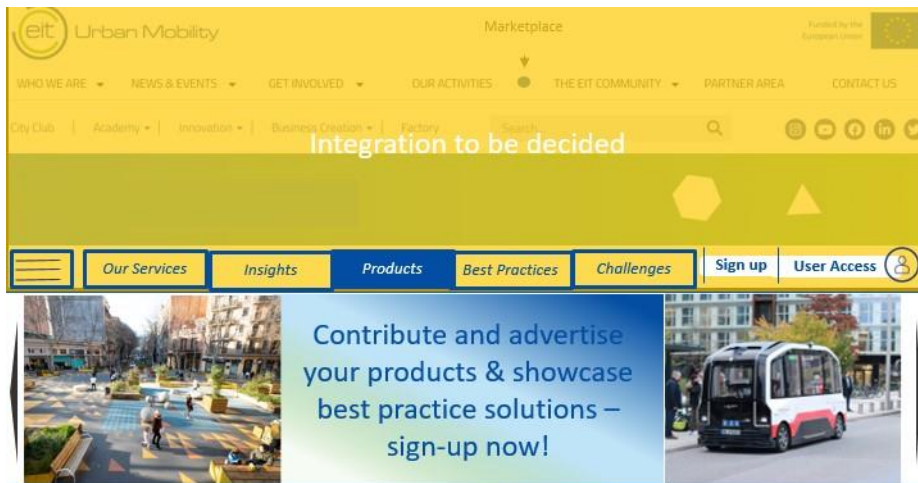 eit Urban Mobility
Marketplace
Funded by the
European Union
WHO WE ARE NEWS & EVENTS GET INVOLVED OUR ACTIVITIES THE EIT COMMUNITY PARTNER AREA CONTACT US
City Club | Academy | Innovation | Business Creation | Factory Search
Integration to be decided
Our Services Insights Products Best Practices Challenges Sign up User Access
Contribute and advertise
your products & showcase
best practice solutions –
sign-up now!